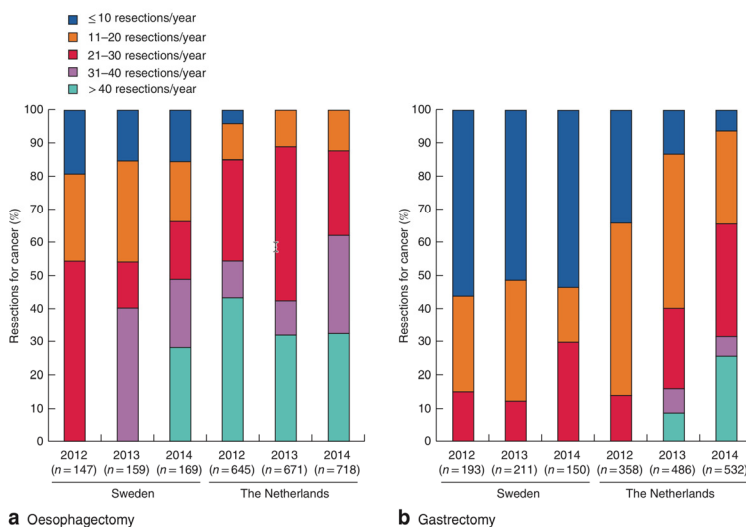 ≤ 10 resections/year
11–20 resections/year
21–30 resections/year
31–40 resections/year
> 40 resections/year
Resections for cancer (%)
100
90
80
70
60
50
40
30
20
10
0
2012 2013 2014 2012 2013 2014
(n=147) (n=159) (n=169) (n=645) (n=671) (n=718)
Sweden The Netherlands
a Oesophagectomy
Resections for cancer (%)
100
90
80
70
60
50
40
30
20
10
0
2012 2013 2014 2012 2013 2014
(n=193) (n=211) (n=150) (n=358) (n=486) (n=532)
Sweden The Netherlands
b Gastrectomy